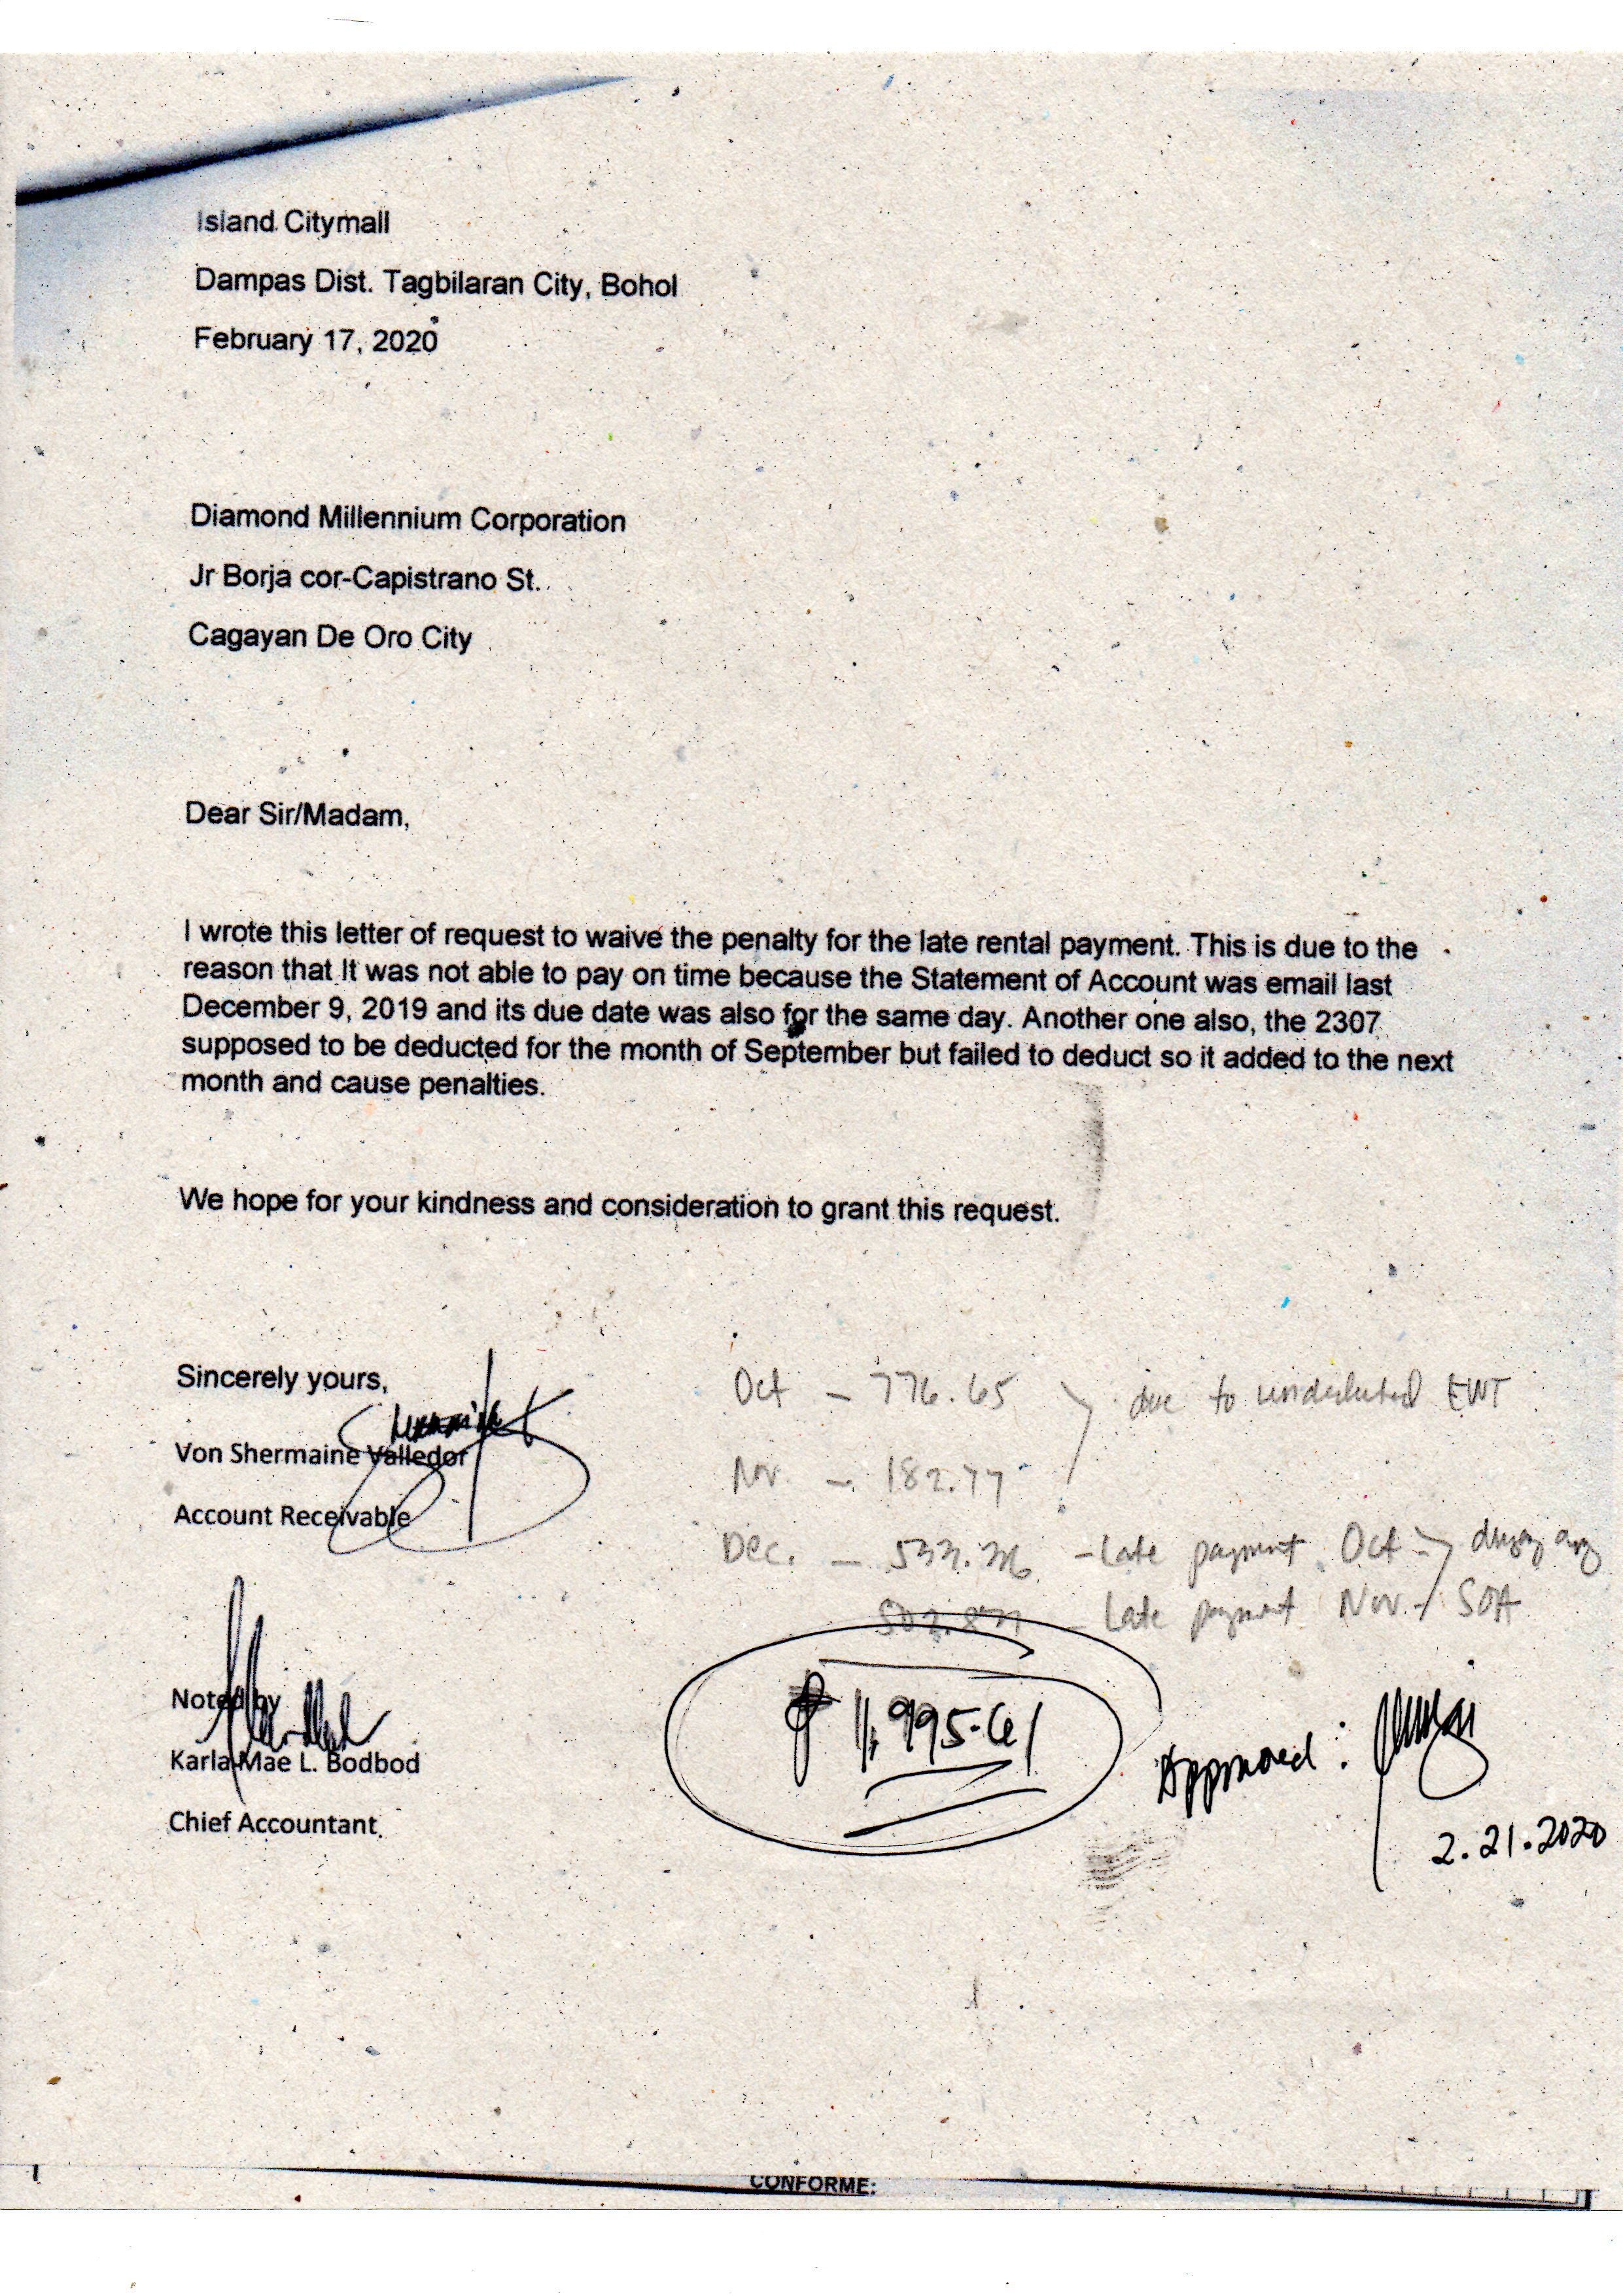 Island Citymall
Dampas Dist. Tagbilaran City, Bohol
February 17, 2020
Diamond Millennium Corporation
Jr Borja cor-Capistrano St.
Cagayan De Oro City
Dear Sir/Madam,
I wrote this letter of request to waive the penalty for the late rental payment. This is due to the
reason that It was not able to pay on time because the Statement of Account was email last
December 9, 2019 and its due date was also for the same day. Another one also, the 2307
supposed to be deducted for the month of September but failed to deduct so it added to the next
month and cause penalties.
We hope for your kindness and consideration to grant this request.
Sincerely yours,
Von Shermaine Valledor
Account Receivable
Oct - 776.65 due to undeducted EWT
Nov - 182.77
Dec. - 533.36 - Late payment Oct
502.83 - Late payment Nov. SOA
₱ 1,995.61
Approved:
2.21.2020
Noted by
Karla Mae L. Bodbod
Chief Accountant
CONFORME: